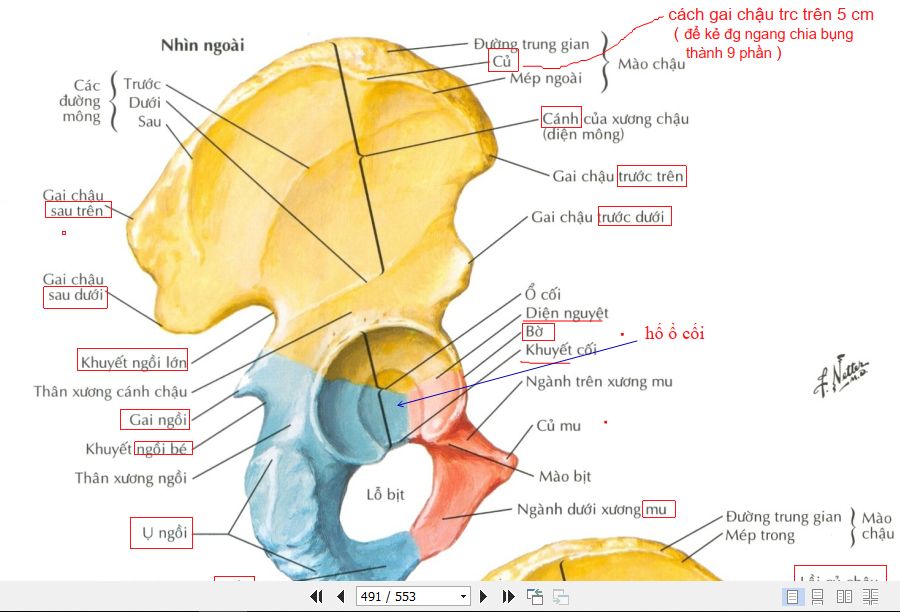 cách gai chậu trc trên 5 cm
( để kẻ đg ngang chia bụng
thành 9 phần )
Nhìn ngoài
Đường trung gian
Củ
Mép ngoài
Mào chậu
Các
đường
mông
Trước
Dưới
Sau
Cánh của xương chậu
(diện mông)
Gai chậu trước trên
Gai chậu
sau trên
Gai chậu trước dưới
Gai chậu
sau dưới
Ổ cối
Diện nguyệt
Bờ
hố ổ cối
Khuyết cối
Khuyết ngồi lớn
Ngành trên xương mu
Thân xương cánh chậu
Gai ngồi
Củ mu
F. Netter
M.D.
Khuyết ngồi bé
Thân xương ngồi
Mào bịt
Lỗ bịt
Ngành dưới xương mu
Ụ ngồi
Đường trung gian
Mép trong
Mào
chậu
491 / 553